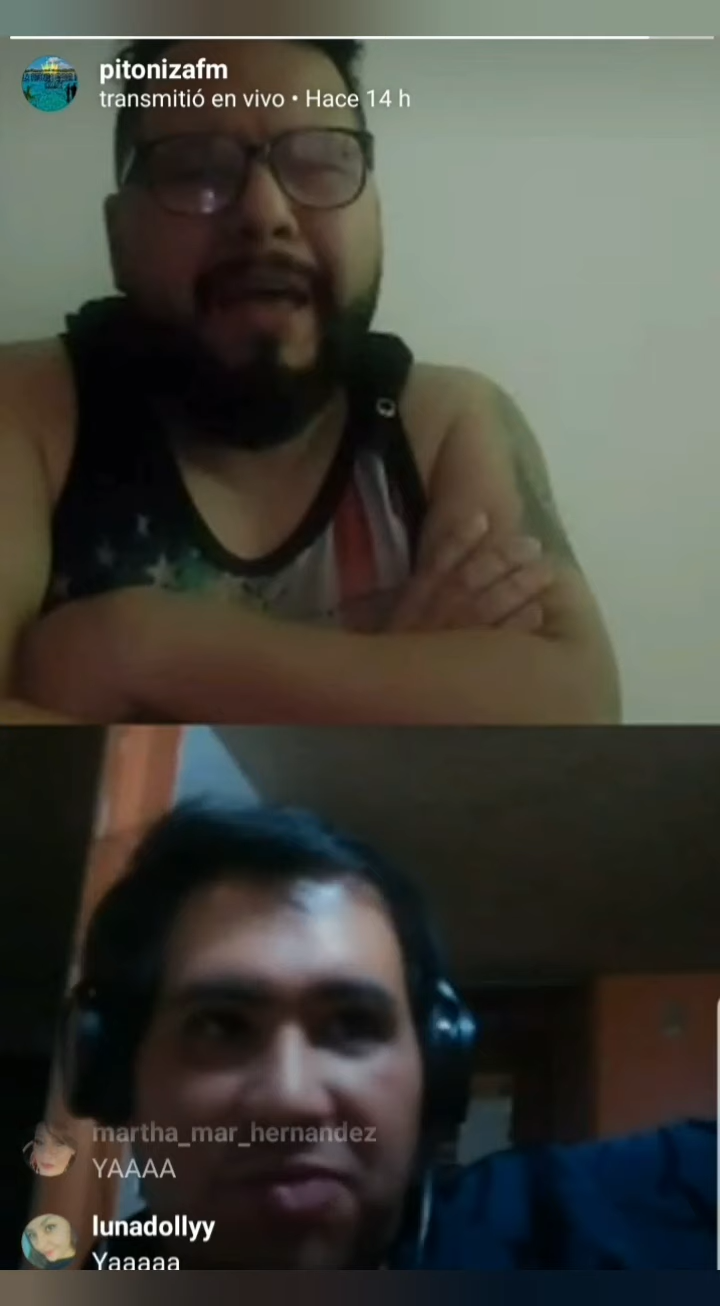 pitonizafm
transmitió en vivo • Hace 14 h
martha_mar_hernandez
YAAAA
lunadollyy
Yaaaaa